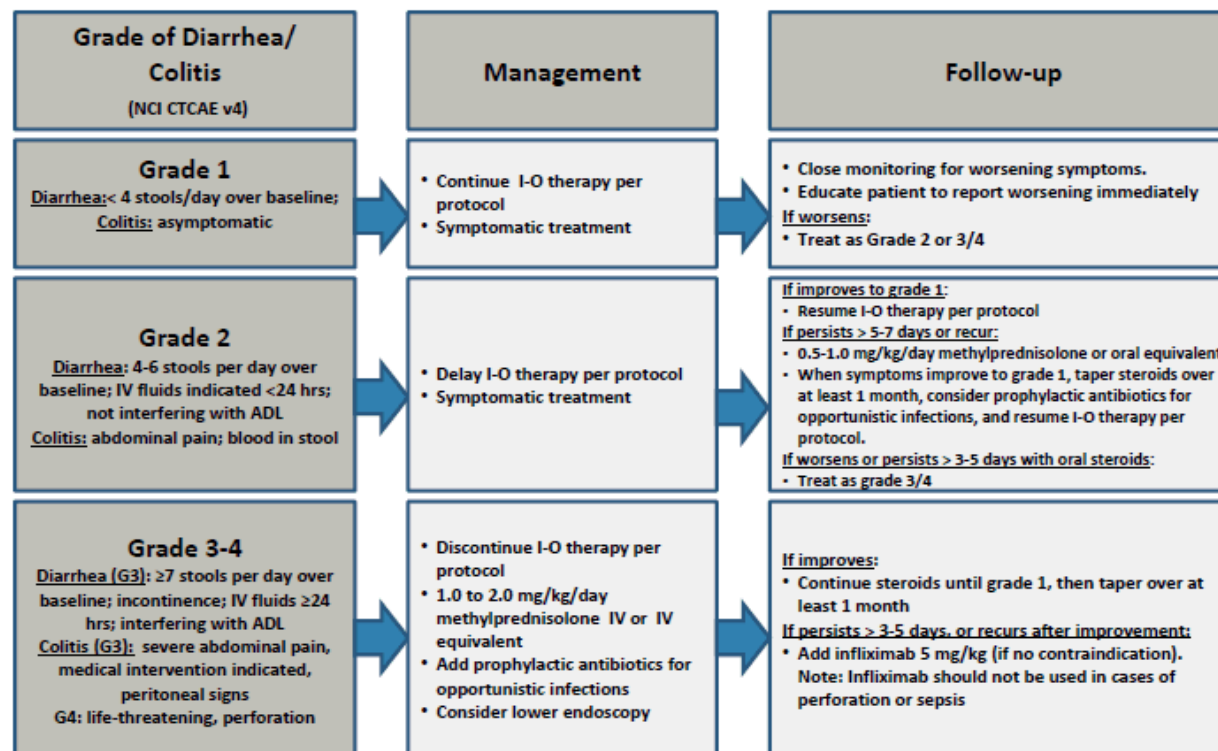 Grade of Diarrhea/
Colitis
(NCI CTCAE v4)
Management
Follow-up
Grade 1
Diarrhea:< 4 stools/day over baseline;
Colitis: asymptomatic
• Continue I-O therapy per
protocol
• Symptomatic treatment
• Close monitoring for worsening symptoms.
• Educate patient to report worsening immediately
If worsens:
• Treat as Grade 2 or 3/4
Grade 2
Diarrhea: 4-6 stools per day over
baseline; IV fluids indicated <24 hrs;
not interfering with ADL
Colitis: abdominal pain; blood in stool
• Delay I-O therapy per protocol
• Symptomatic treatment
If improves to grade 1:
• Resume I-O therapy per protocol
If persists > 5-7 days or recur:
• 0.5-1.0 mg/kg/day methylprednisolone or oral equivalent
• When symptoms improve to grade 1, taper steroids over
at least 1 month, consider prophylactic antibiotics for
opportunistic infections, and resume I-O therapy per
protocol.
If worsens or persists > 3-5 days with oral steroids:
• Treat as grade 3/4
Grade 3-4
Diarrhea (G3): ≥7 stools per day over
baseline; incontinence; IV fluids ≥24
hrs; interfering with ADL
Colitis (G3): severe abdominal pain,
medical intervention indicated,
peritoneal signs
G4: life-threatening, perforation
• Discontinue I-O therapy per
protocol
• 1.0 to 2.0 mg/kg/day
methylprednisolone IV or IV
equivalent
• Add prophylactic antibiotics for
opportunistic infections
• Consider lower endoscopy
If improves:
• Continue steroids until grade 1, then taper over at
least 1 month
If persists > 3-5 days, or recurs after improvement:
• Add infliximab 5 mg/kg (if no contraindication).
Note: Infliximab should not be used in cases of
perforation or sepsis